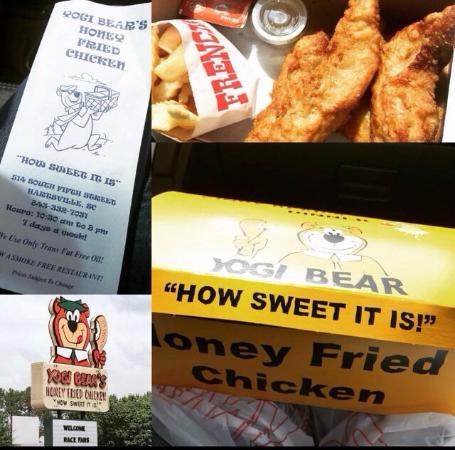 YOGI BEAR'S
HONEY
FRIED
CHICKEN
"HOW SWEET IT IS"
514 SOUTH FIFTH STREET
HARTSVILLE, SC
843-332-7031
Hours: 10:30 am to 8 pm
7 days a week!
We Use Only Trans Fat Free Oil!
A SMOKE FREE RESTAURANT!
Prices Subject To Change
FRENCH
YOGI BEAR
"HOW SWEET IT IS!"
Honey Fried
Chicken
YOGI BEAR'S
HONEY FRIED CHICKEN
"HOW SWEET IT IS"
WELCOME
RACE FANS